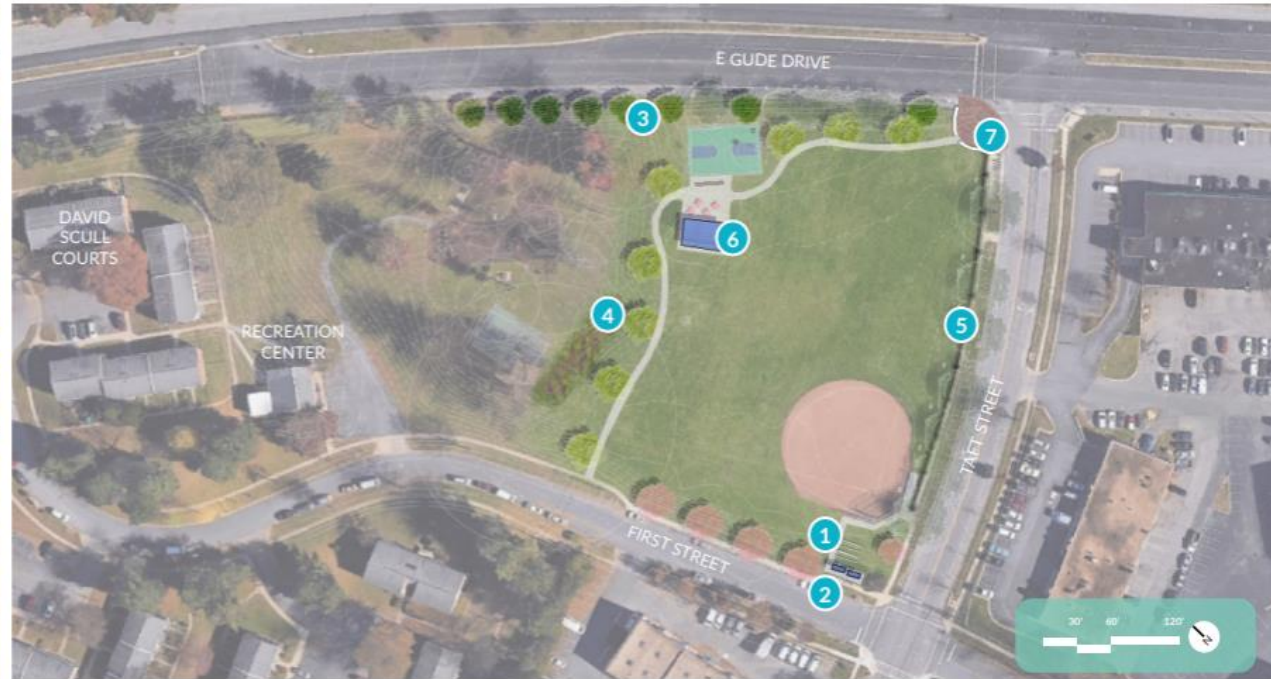 E GUDE DRIVE
3
7
DAVID
SCULL
COURTS
6
4
5
RECREATION
CENTER
TAFT STREET
1
FIRST STREET
2
30'
60'
120'
N